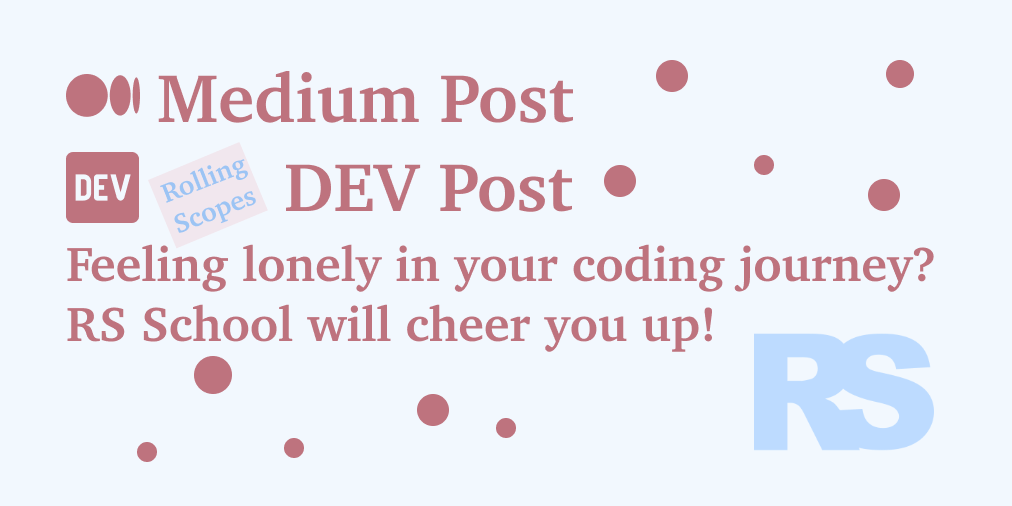 Medium Post
DEV
Rolling
Scopes
DEV Post
Feeling lonely in your coding journey?
RS School will cheer you up!
RS